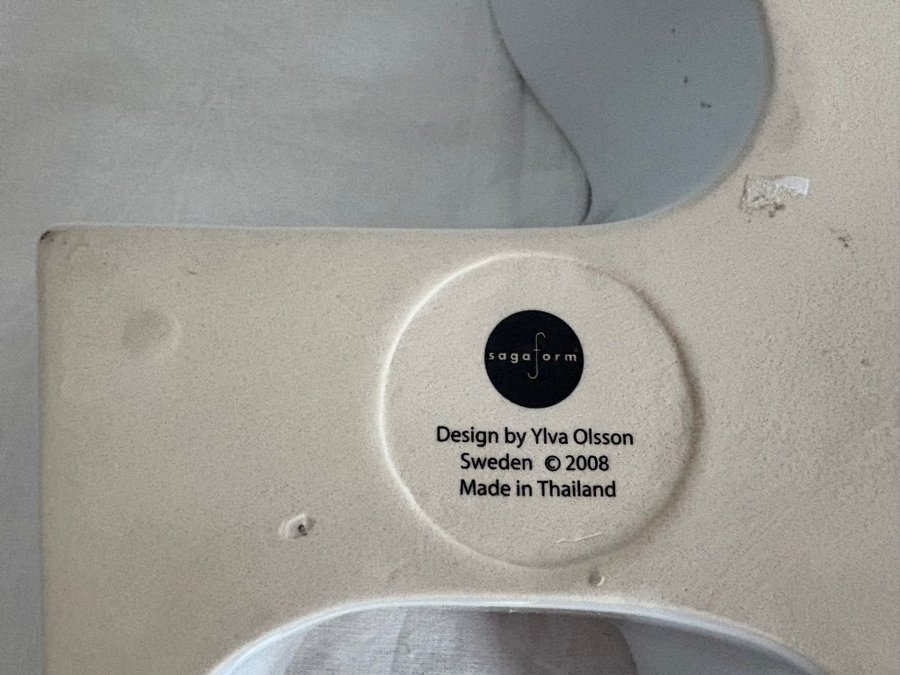 sagaform
Design by Ylva Olsson
Sweden © 2008
Made in Thailand